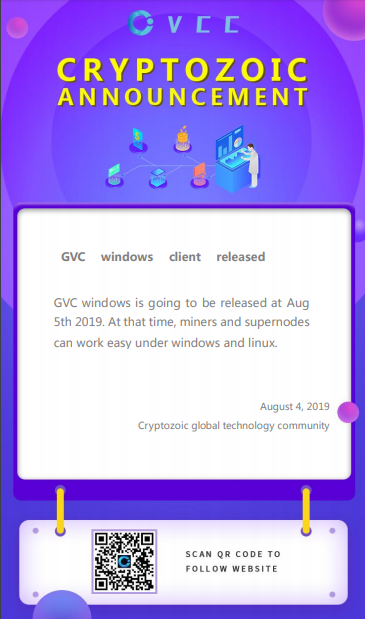 VCC
CRYPTOZOIC
ANNOUNCEMENT
GVC windows client released
GVC windows is going to be released at Aug
5th 2019. At that time, miners and supernodes
can work easy under windows and linux.
August 4, 2019
Cryptozoic global technology community
SCAN QR CODE TO
FOLLOW WEBSITE